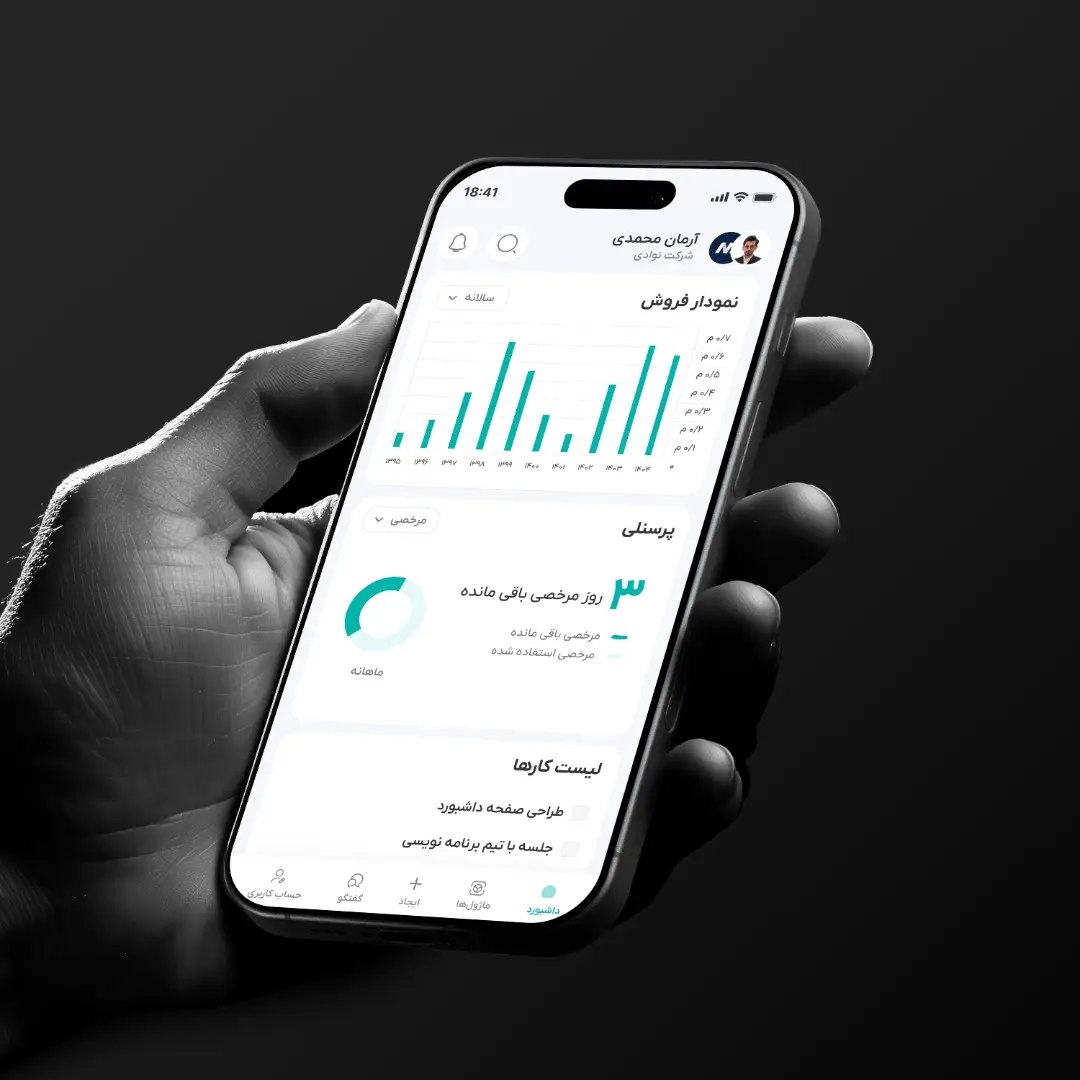 18:41
آرمان محمدی
شرکت نوادی
نمودار فروش
سالانه
۰/۷ م
۰/۶ م
۰/۵ م
۰/۴ م
۰/۳ م
۰/۲ م
۰/۱ م
۰
۱۳۹۵ ۱۳۹۶ ۱۳۹۷ ۱۳۹۸ ۱۳۹۹ ۱۴۰۰ ۱۴۰۱ ۱۴۰۲ ۱۴۰۳ ۱۴۰۴
پرسنلی
مرخصی
۳ روز مرخصی باقی مانده
مرخصی باقی مانده
مرخصی استفاده شده
ماهانه
لیست کارها
طراحی صفحه داشبورد
جلسه با تیم برنامه نویسی
داشبورد
ماژول‌ها
ایجاد
گفتگو
حساب کاربری